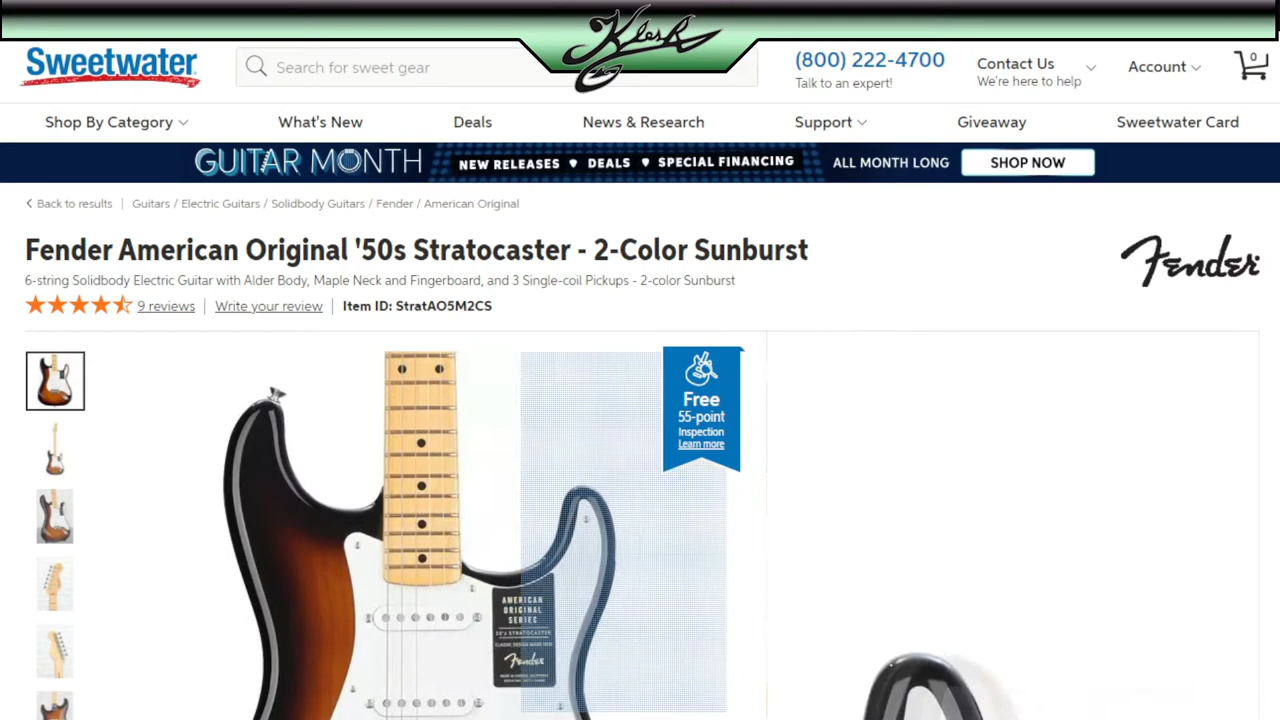 Klesk
Sweetwater
Search for sweet gear
(800) 222-4700
Talk to an expert!
Contact Us
We're here to help
Account
0
Shop By Category
What's New
Deals
News & Research
Support
Giveaway
Sweetwater Card
GUITAR MONTH
NEW RELEASES DEALS SPECIAL FINANCING
ALL MONTH LONG
SHOP NOW
Back to results
Guitars / Electric Guitars / Solidbody Guitars / Fender / American Original
Fender American Original '50s Stratocaster - 2-Color Sunburst
Fender
6-string Solidbody Electric Guitar with Alder Body, Maple Neck and Fingerboard, and 3 Single-coil Pickups - 2-color Sunburst
9 reviews
Write your review
Item ID: StratAO5M2CS
Free
55-point
Inspection
Learn more
AMERICAN
ORIGINAL
SERIES
50's STRATOCASTER
Fender